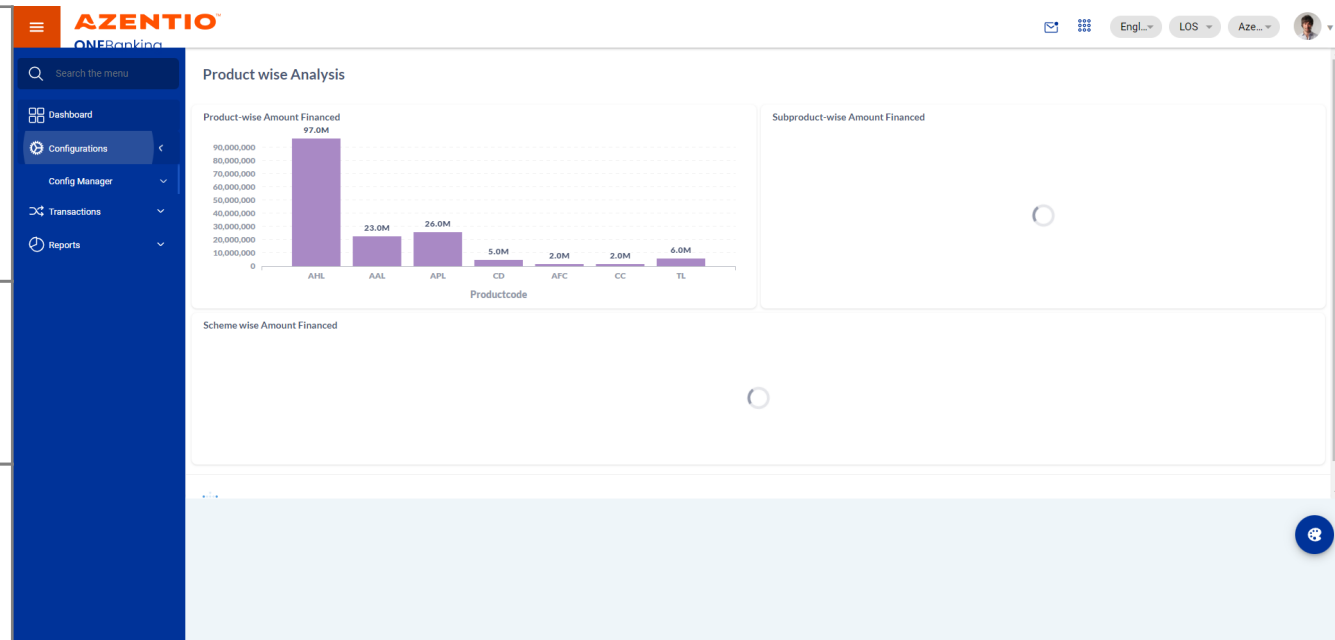 AZENTIO™
ONEBanking
Engl...
LOS
Aze...
Search the menu
Dashboard
Configurations
Config Manager
Transactions
Reports
Product wise Analysis
Product-wise Amount Financed
97.0M
90,000,000
80,000,000
70,000,000
60,000,000
50,000,000
40,000,000
30,000,000
20,000,000
10,000,000
0
23.0M
26.0M
5.0M
2.0M
2.0M
6.0M
AHL AAL APL CD AFC CC TL
Productcode
Subproduct-wise Amount Financed
Scheme wise Amount Financed